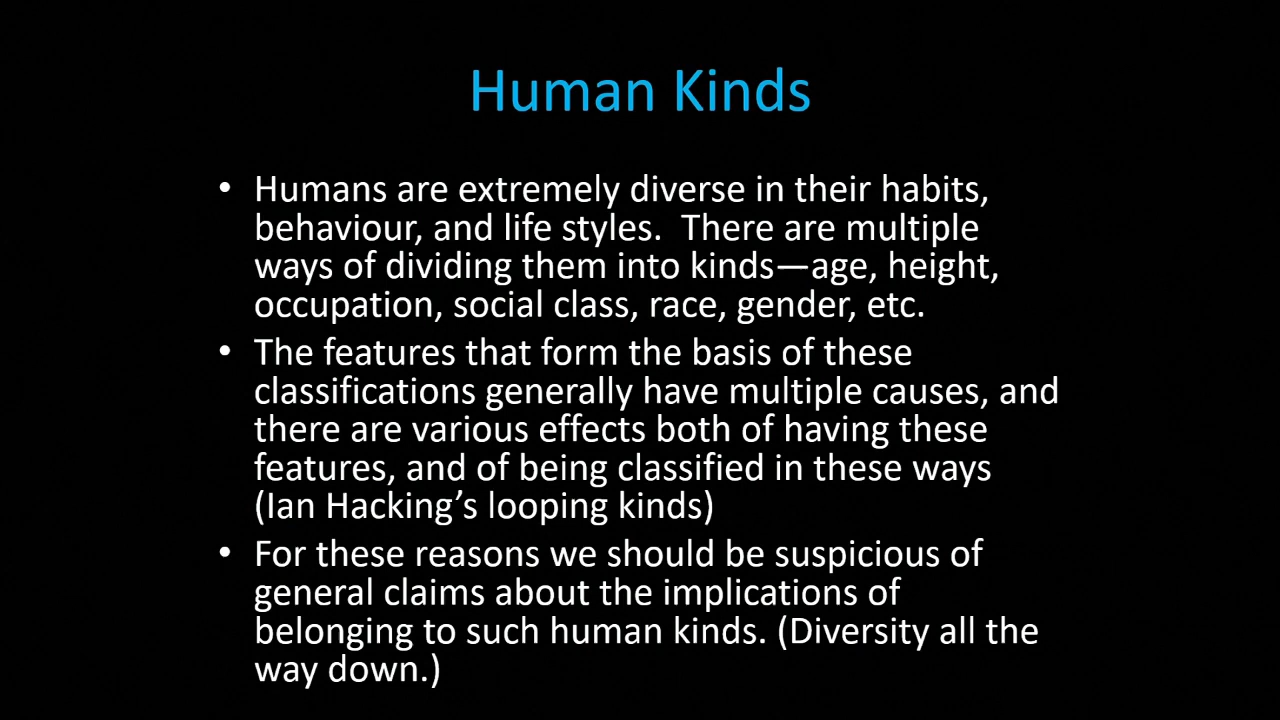 Human Kinds
• Humans are extremely diverse in their habits,
behaviour, and life styles.  There are multiple
ways of dividing them into kinds—age, height,
occupation, social class, race, gender, etc.
• The features that form the basis of these
classifications generally have multiple causes, and
there are various effects both of having these
features, and of being classified in these ways
(Ian Hacking’s looping kinds)
• For these reasons we should be suspicious of
general claims about the implications of
belonging to such human kinds. (Diversity all the
way down.)